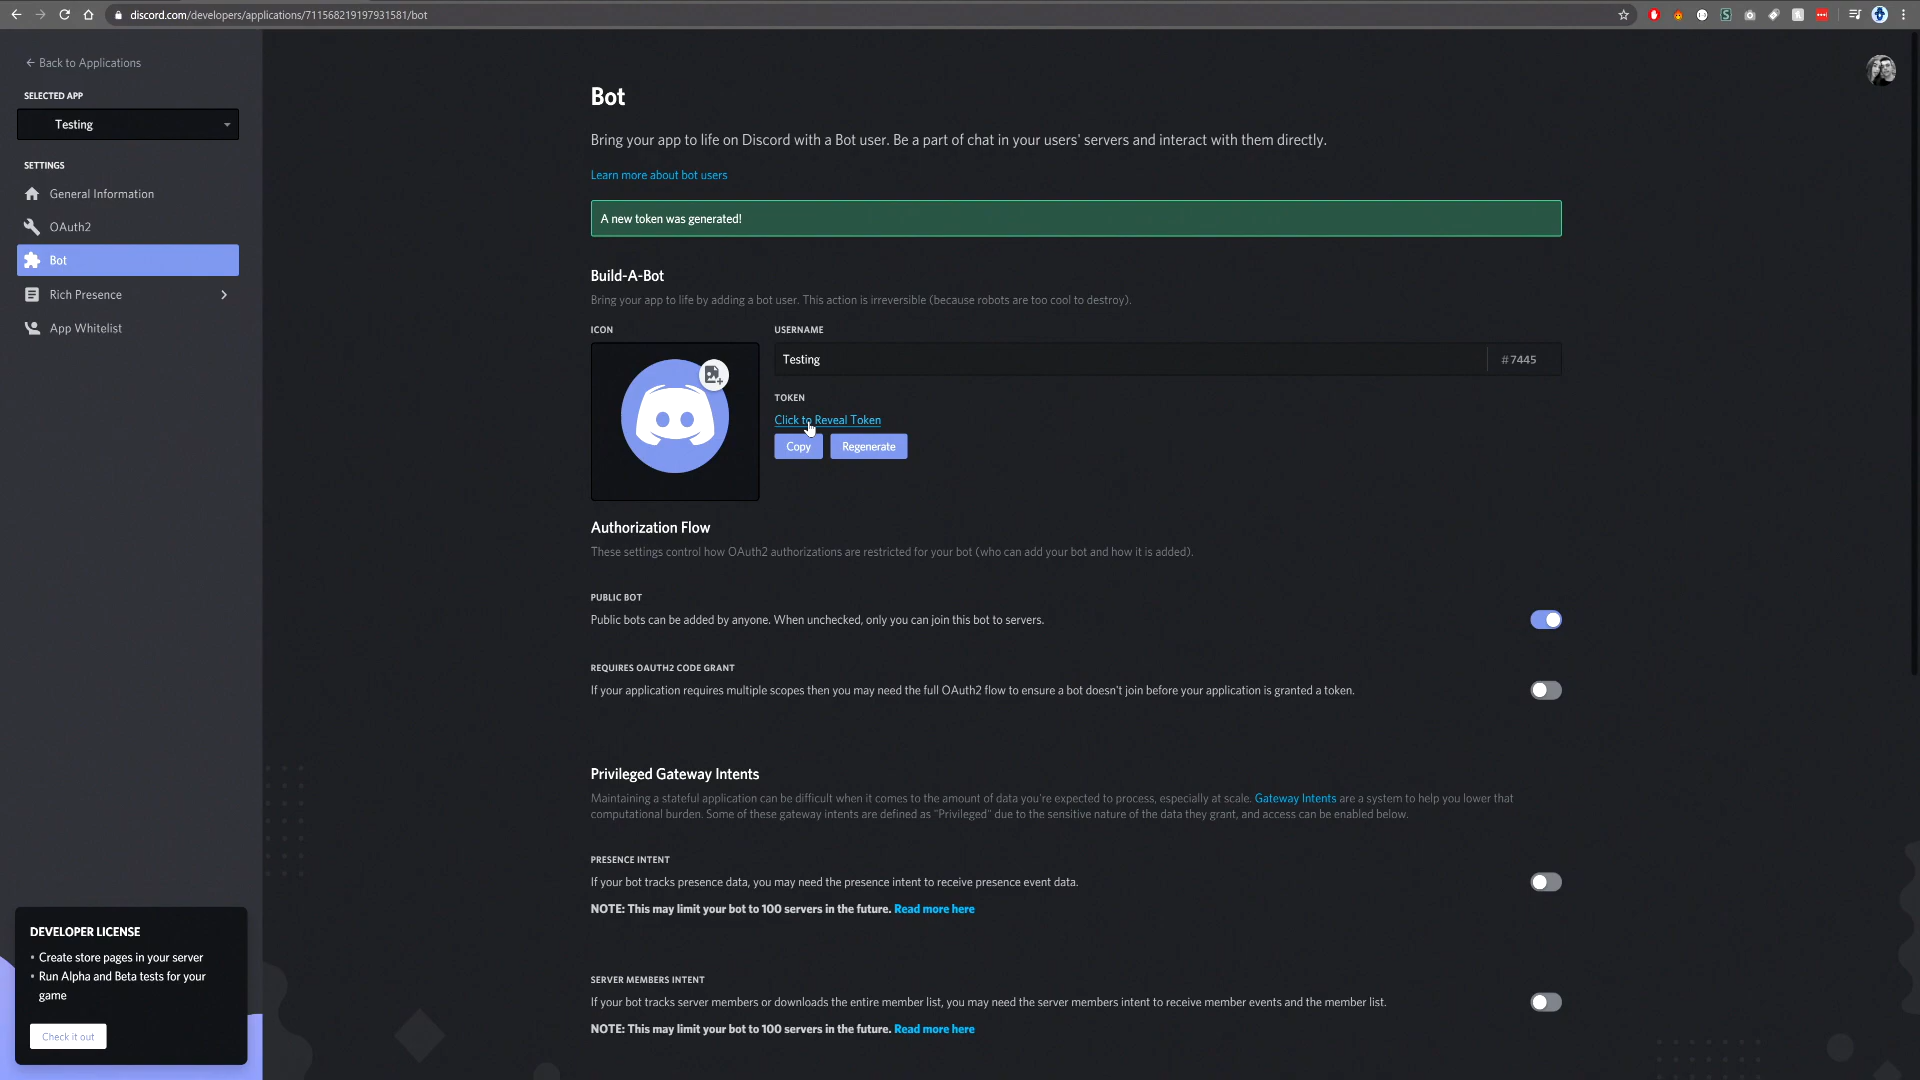 discord.com/developers/applications/711568219197931581/bot
Back to Applications
SELECTED APP
Testing
SETTINGS
General Information
OAuth2
Bot
Rich Presence
App Whitelist
DEVELOPER LICENSE
• Create store pages in your server
• Run Alpha and Beta tests for your
game
Check it out
Bot
Bring your app to life on Discord with a Bot user. Be a part of chat in your users' servers and interact with them directly.
Learn more about bot users
A new token was generated!
Build-A-Bot
Bring your app to life by adding a bot user. This action is irreversible (because robots are too cool to destroy).
ICON
USERNAME
Testing
#7445
TOKEN
Click to Reveal Token
Copy
Regenerate
Authorization Flow
These settings control how OAuth2 authorizations are restricted for your bot (who can add your bot and how it is added).
PUBLIC BOT
Public bots can be added by anyone. When unchecked, only you can join this bot to servers.
REQUIRES OAUTH2 CODE GRANT
If your application requires multiple scopes then you may need the full OAuth2 flow to ensure a bot doesn't join before your application is granted a token.
Privileged Gateway Intents
Maintaining a stateful application can be difficult when it comes to the amount of data you're expected to process, especially at scale. Gateway Intents are a system to help you lower that
computational burden. Some of these gateway intents are defined as "Privileged" due to the sensitive nature of the data they grant, and access can be enabled below.
PRESENCE INTENT
If your bot tracks presence data, you may need the presence intent to receive presence event data.
NOTE: This may limit your bot to 100 servers in the future. Read more here
SERVER MEMBERS INTENT
If your bot tracks server members or downloads the entire member list, you may need the server members intent to receive member events and the member list.
NOTE: This may limit your bot to 100 servers in the future. Read more here